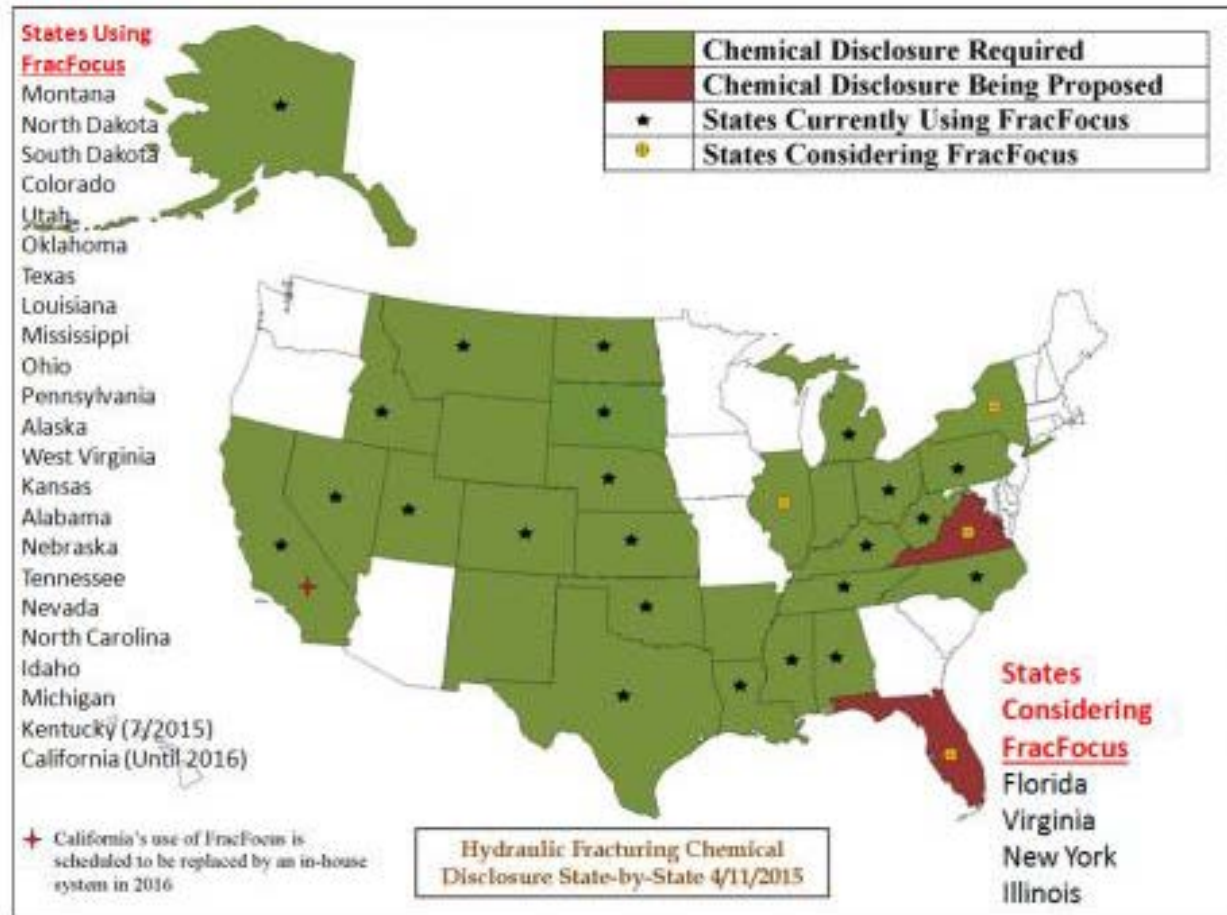 States Using
FracFocus
Montana
North Dakota
South Dakota
Colorado
Utah
Oklahoma
Texas
Louisiana
Mississippi
Ohio
Pennsylvania
Alaska
West Virginia
Kansas
Alabama
Nebraska
Tennessee
Nevada
North Carolina
Idaho
Michigan
Kentucky (7/2015)
California (Until 2016)
Chemical Disclosure Required
Chemical Disclosure Being Proposed
States Currently Using FracFocus
States Considering FracFocus
States
Considering
FracFocus
Florida
Virginia
New York
Illinois
California's use of FracFocus is
scheduled to be replaced by an in-house
system in 2016
Hydraulic Fracturing Chemical
Disclosure State-by-State 4/11/2015